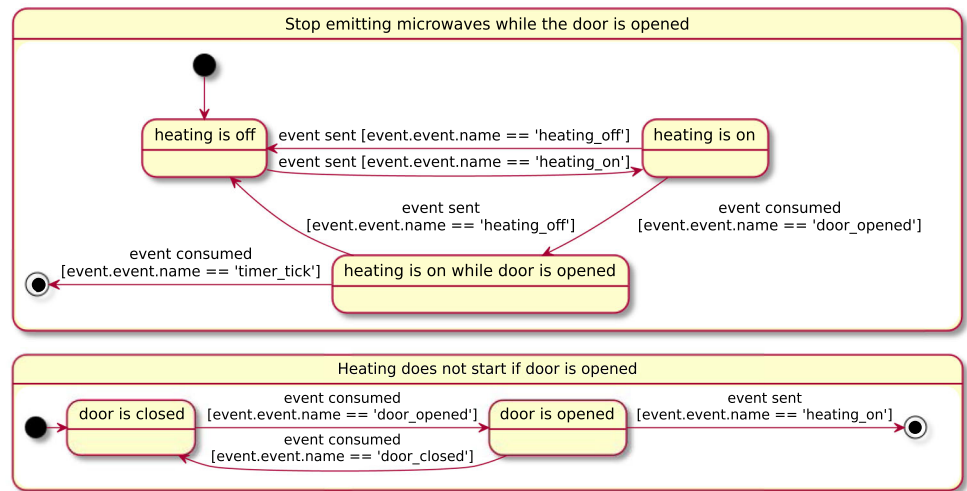 Stop emitting microwaves while the door is opened
heating is off
event sent [event.event.name == 'heating_off']
heating is on
event sent [event.event.name == 'heating_on']
event sent
[event.event.name == 'heating_off']
event consumed
[event.event.name == 'door_opened']
event consumed
[event.event.name == 'timer_tick']
heating is on while door is opened
Heating does not start if door is opened
door is closed
event consumed
[event.event.name == 'door_opened']
door is opened
event sent
[event.event.name == 'heating_on']
event consumed
[event.event.name == 'door_closed']